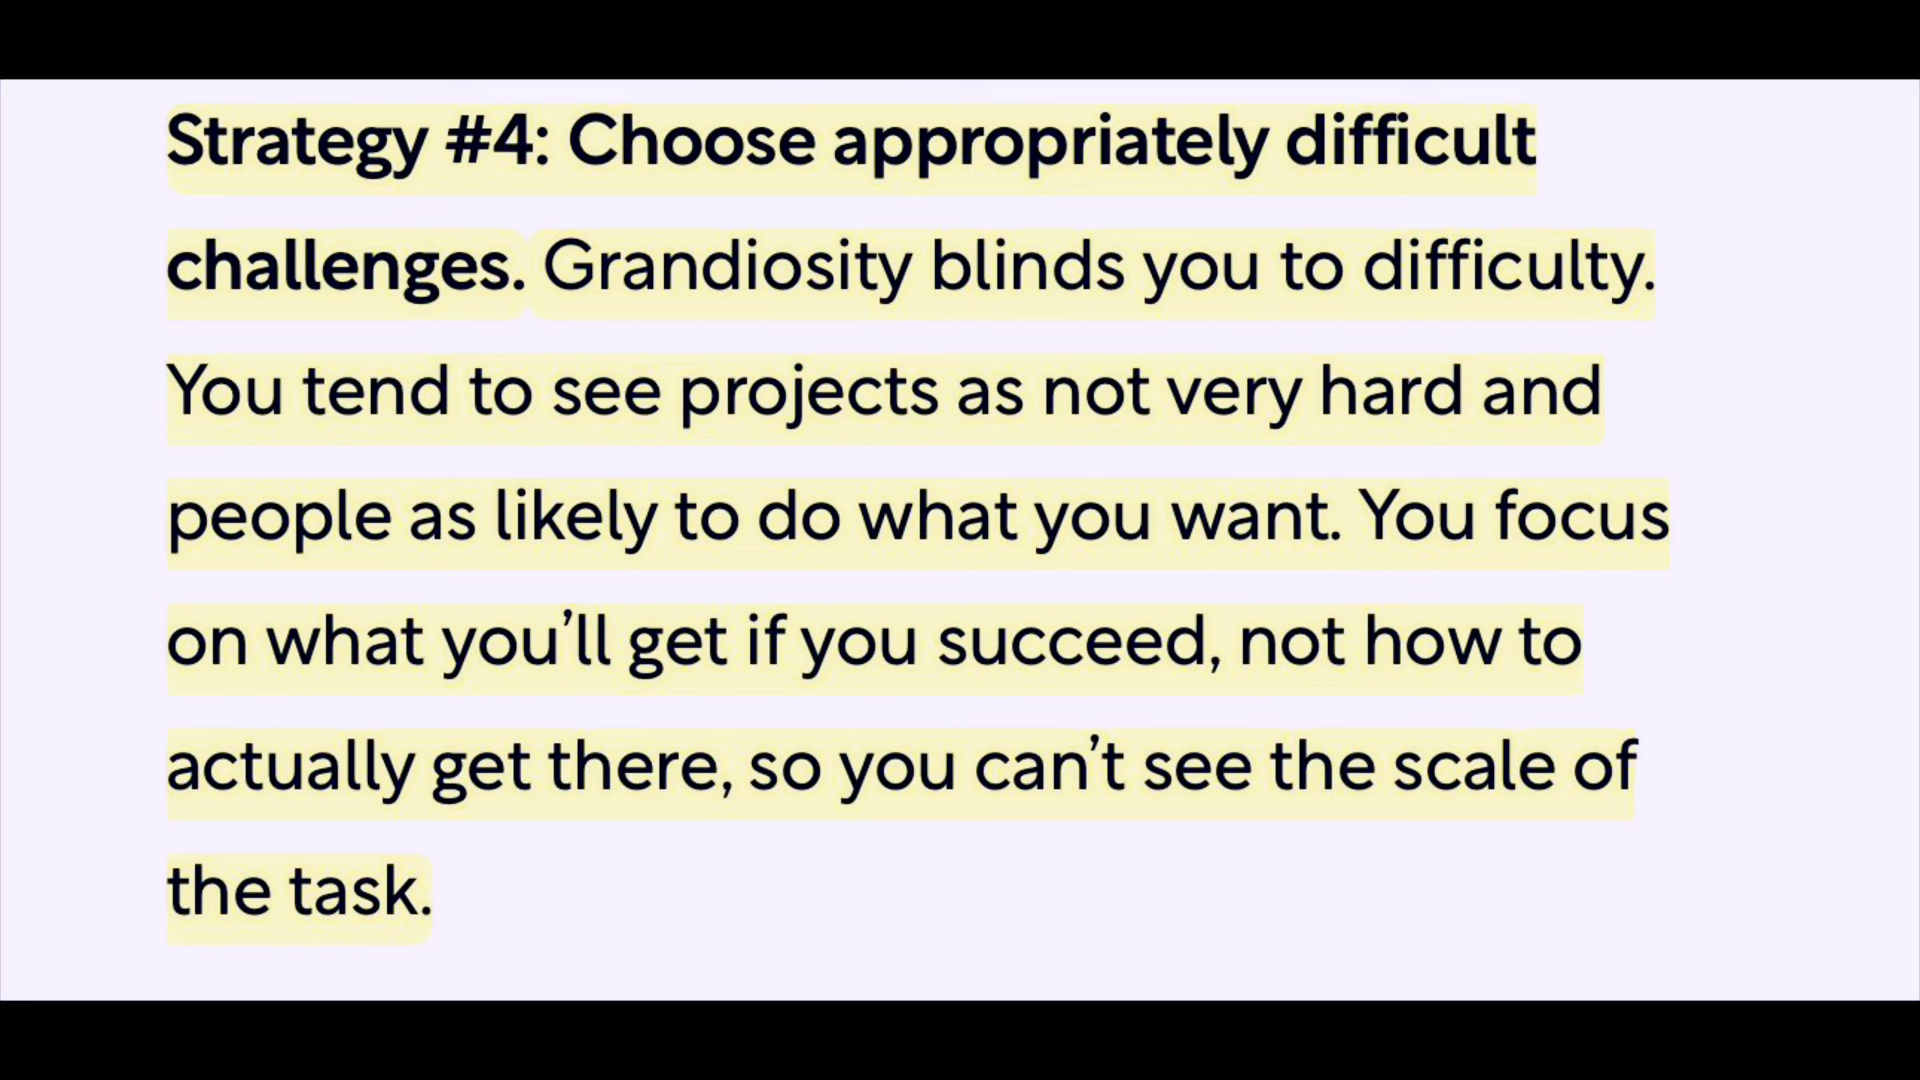 Strategy #4: Choose appropriately difficult
challenges. Grandiosity blinds you to difficulty.
You tend to see projects as not very hard and
people as likely to do what you want. You focus
on what you’ll get if you succeed, not how to
actually get there, so you can’t see the scale of
the task.